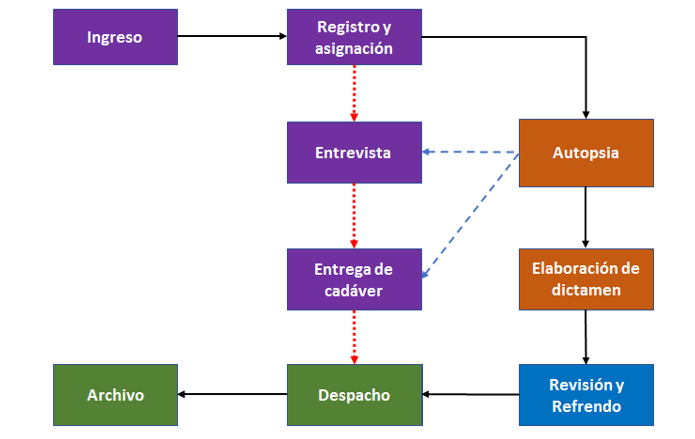 Ingreso
Registro y
asignación
Entrevista
Autopsia
Entrega de
cadáver
Elaboración de
dictamen
Archivo
Despacho
Revisión y
Refrendo